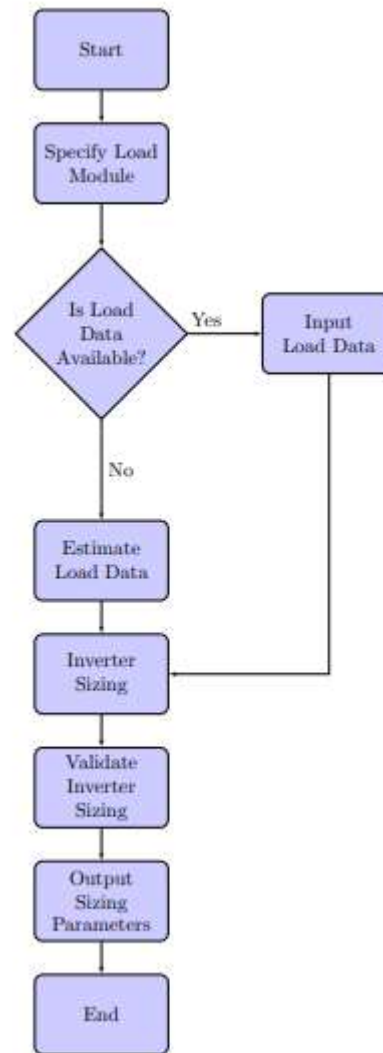 Start
Specify Load
Module
Is Load
Data
Available?
Yes
Input
Load Data
No
Estimate
Load Data
Inverter
Sizing
Validate
Inverter
Sizing
Output
Sizing
Parameters
End